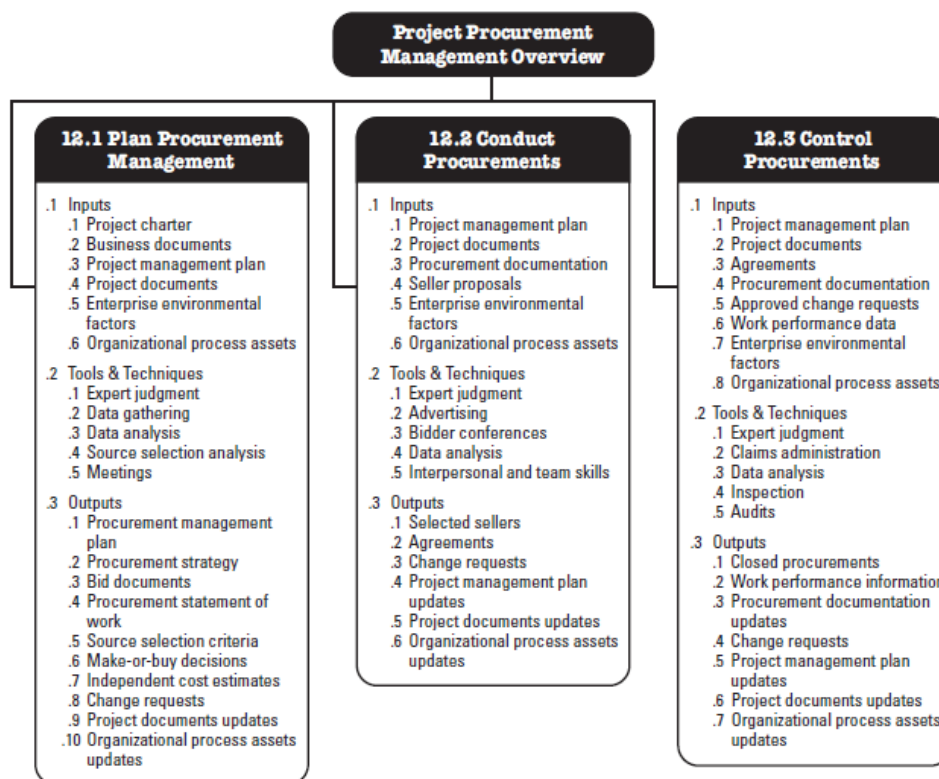 Project Procurement
Management Overview
12.1 Plan Procurement
Management
.1 Inputs
.1 Project charter
.2 Business documents
.3 Project management plan
.4 Project documents
.5 Enterprise environmental
factors
.6 Organizational process assets
.2 Tools & Techniques
.1 Expert judgment
.2 Data gathering
.3 Data analysis
.4 Source selection analysis
.5 Meetings
.3 Outputs
.1 Procurement management
plan
.2 Procurement strategy
.3 Bid documents
.4 Procurement statement of
work
.5 Source selection criteria
.6 Make-or-buy decisions
.7 Independent cost estimates
.8 Change requests
.9 Project documents updates
.10 Organizational process assets
updates
12.2 Conduct
Procurements
.1 Inputs
.1 Project management plan
.2 Project documents
.3 Procurement documentation
.4 Seller proposals
.5 Enterprise environmental
factors
.6 Organizational process assets
.2 Tools & Techniques
.1 Expert judgment
.2 Advertising
.3 Bidder conferences
.4 Data analysis
.5 Interpersonal and team skills
.3 Outputs
.1 Selected sellers
.2 Agreements
.3 Change requests
.4 Project management plan
updates
.5 Project documents updates
.6 Organizational process assets
updates
12.3 Control
Procurements
.1 Inputs
.1 Project management plan
.2 Project documents
.3 Agreements
.4 Procurement documentation
.5 Approved change requests
.6 Work performance data
.7 Enterprise environmental
factors
.8 Organizational process assets
.2 Tools & Techniques
.1 Expert judgment
.2 Claims administration
.3 Data analysis
.4 Inspection
.5 Audits
.3 Outputs
.1 Closed procurements
.2 Work performance information
.3 Procurement documentation
updates
.4 Change requests
.5 Project management plan
updates
.6 Project documents updates
.7 Organizational process assets
updates